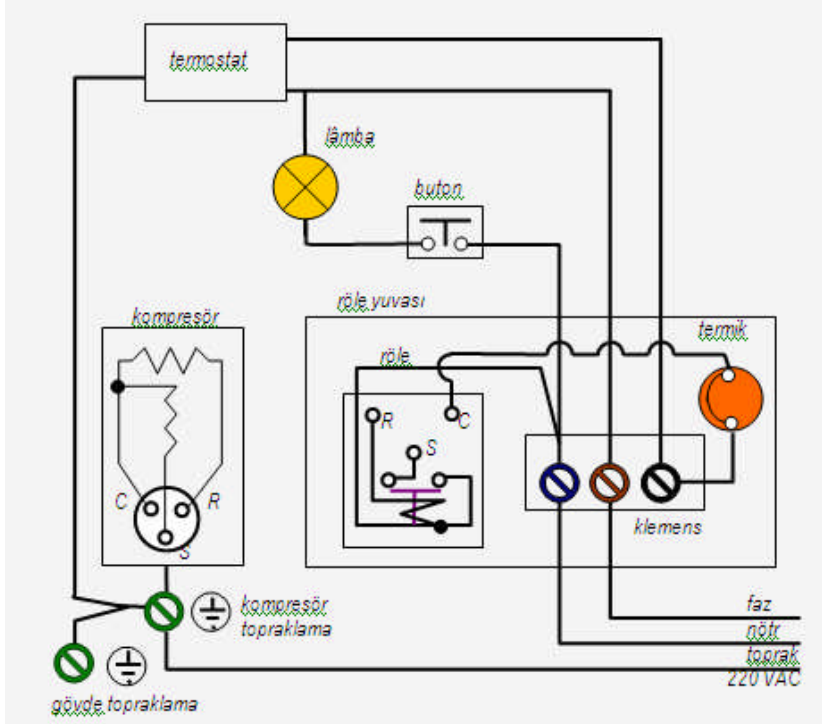 termostat
lâmba
buton
röle yuvası
kompresör
termik
röle
R
C
S
C
R
S
klemens
kompresör
topraklama
faz
nötr
toprak
220 VAC
gövde topraklama